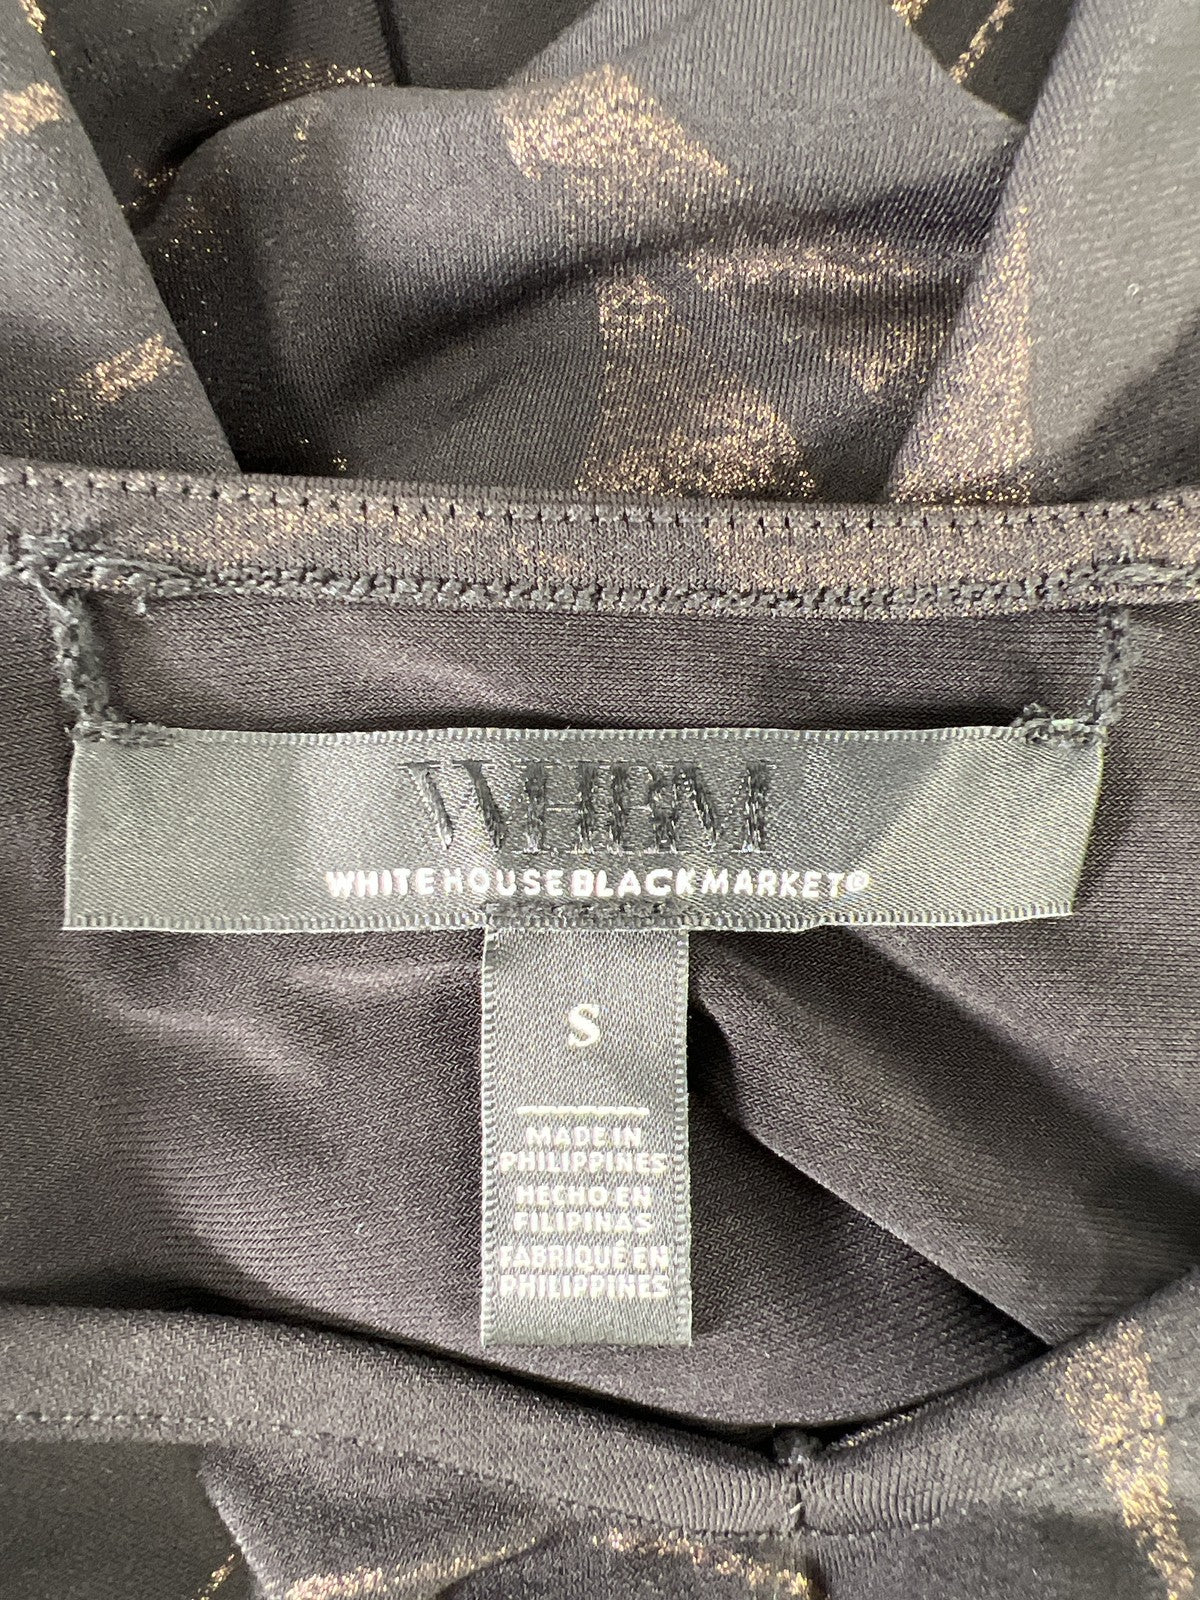 WHBM
WHITE HOUSE BLACK MARKET®
S
MADE IN
PHILIPPINES
HECHO EN
FILIPINAS
FABRIQUÉ EN
PHILIPPINES